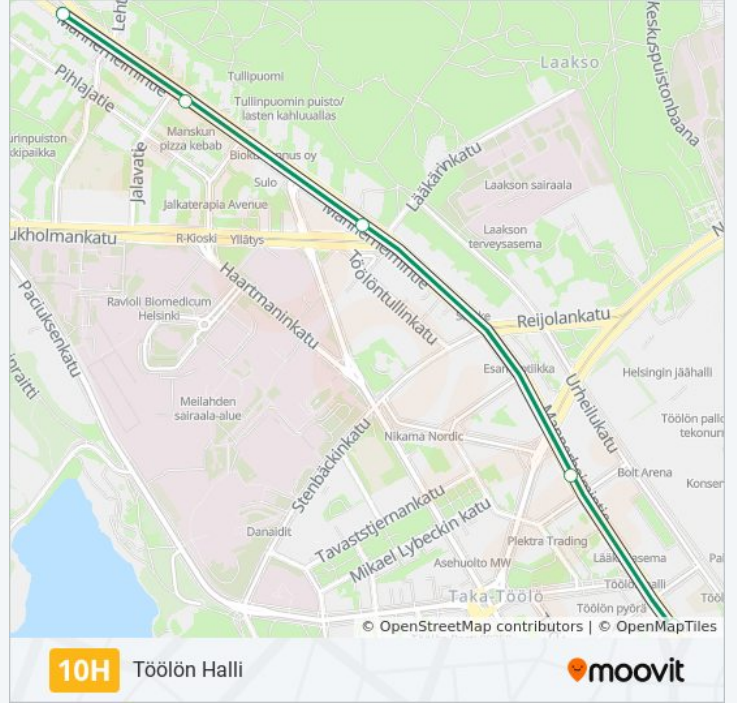 Keskuspuistonbaana
Mannerheimintie
Pihlajatie
Tullipuomi
Laakso
Tullinpuomin puisto/
lasten kahluuallas
Manskun
pizza kebab
Jalavatie
Lääkärinkatu
Sulo
Laakson sairaala
Jalkaterapia Avenue
Mannerheimintie
Laakson
terveysasema
R-Kioski
Yllätys
Töölöntullinkatu
Haartmaninkatu
Paciuksenkatu
Ravioli Biomedicum
Helsinki
Reijolankatu
Helsingin jäähalli
Urheilukatu
Meilahden
sairaala-alue
Nikama Nordic
Mannerheimintie
Stenbäckinkatu
Bolt Arena
Tavaststjernankatu
Mikael Lybeckin katu
Danaidit
Plektra Trading
Asehuolto MW
Taka-Töölö
Töölön pyörä
© OpenStreetMap contributors | © OpenMapTiles
10H
Töölön Halli
moovit